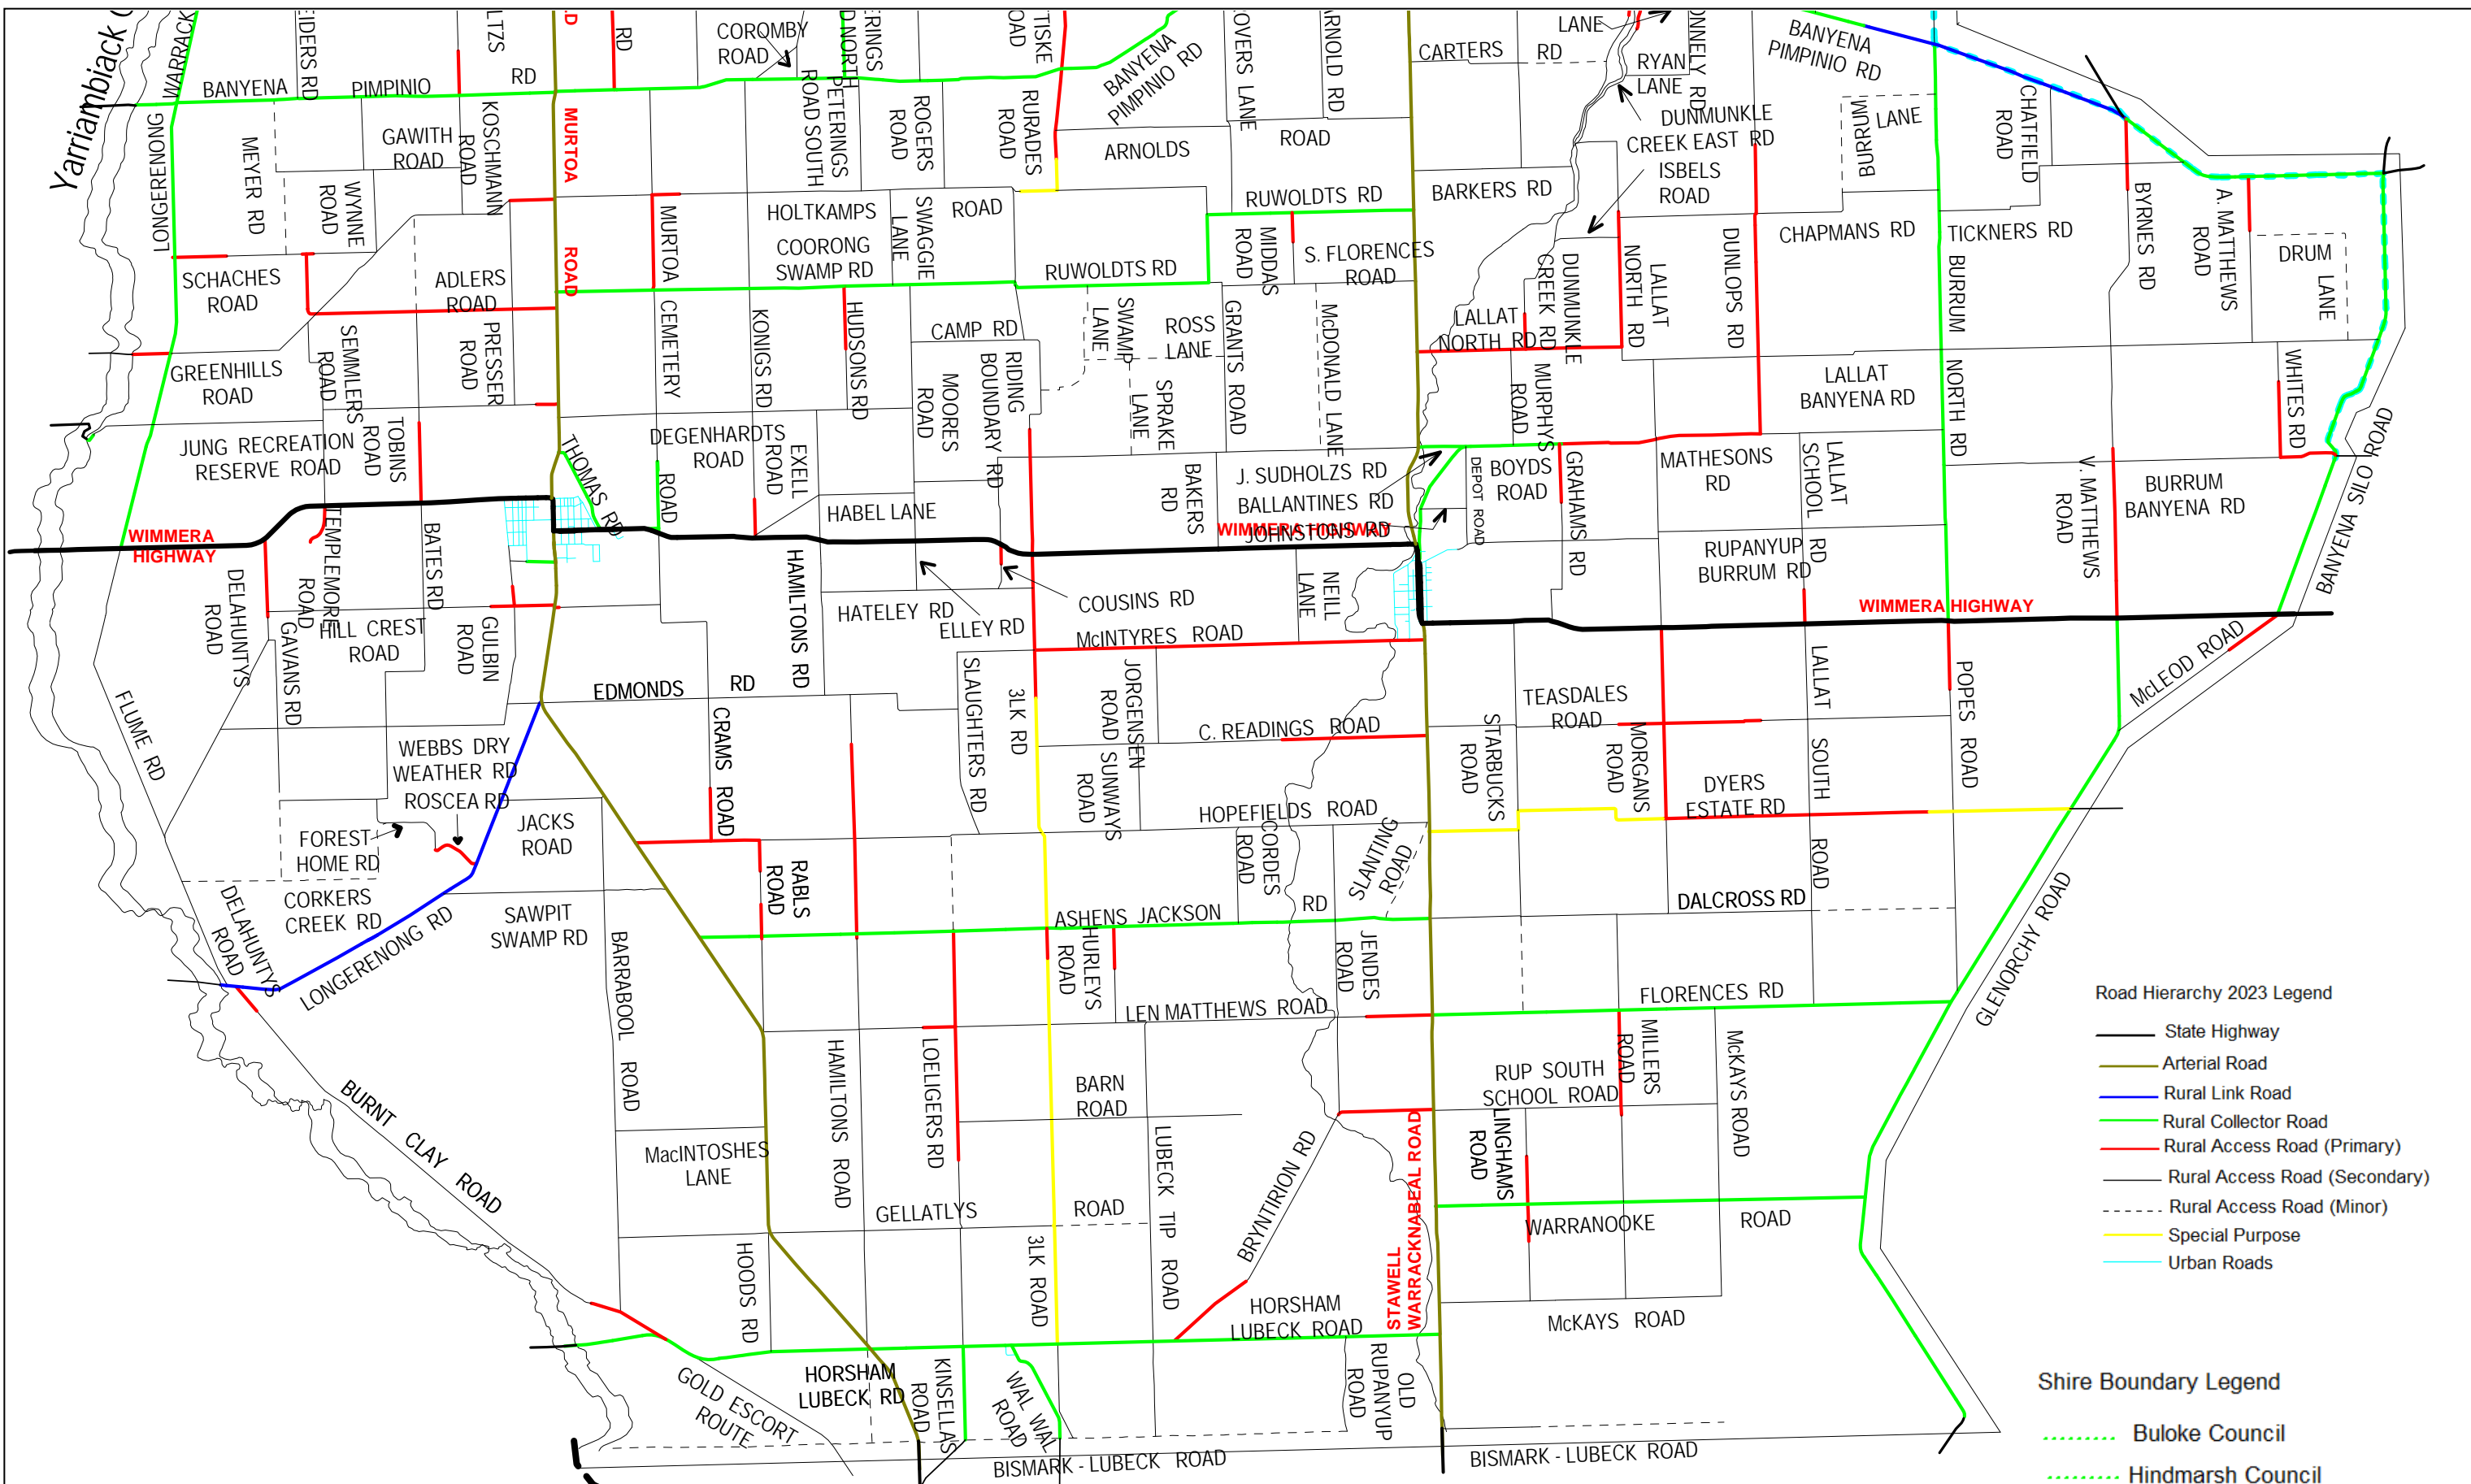 Yarriambiack
WARRACK
LTZS
RD
COROMBY
ROAD
TISKE
ROAD
BANYENA
PIMPINIO RD
OVERS LANE
ARNOLD RD
CARTERS RD
LANE
RYAN
LANE
ONNELY RD
BANYENA
PIMPINIO RD
BANYENA PIMPINIO RD
EIDERS RD
LONGERENONG
MEYER RD
GAWITH
ROAD
KOSCHMANN
ROAD
WYNNE
ROAD
MURTOA
ROAD
PETERINGS
ROAD SOUTH
ROGERS
ROAD
RURADES
ROAD
ARNOLDS ROAD
DUNMUNKLE
CREEK EAST RD
ISBELS
ROAD
BURRUM
LANE
CHATFIELD
ROAD
BARKERS RD
RUWOLDTS RD
HOLTKAMPS ROAD
SWAGGIE
LANE
COORONG
SWAMP RD
MURTOA
CEMETERY
ROAD
RUWOLDTS RD
MIDDAS
ROAD
S. FLORENCES
ROAD
CHAPMANS RD
TICKNERS RD
BYRNES RD
A. MATTHEWS
ROAD
DRUM
LANE
SCHACHES
ROAD
ADLERS
ROAD
PRESSER
ROAD
KONIGS RD
HUDSONS RD
CAMP RD
SWAMP
LANE
ROSS
LANE
GRANTS ROAD
McDONALD LANE
LALLAT
NORTH RD
DUNMUNKLE
CREEK RD
LALLAT
NORTH RD
DUNLOPS RD
BURRUM
NORTH RD
GREENHILLS
ROAD
SEMMLERS
ROAD
TOBINS
ROAD
MOORES
ROAD
RIDING
BOUNDARY RD
SPRAKE
LANE
MURPHYS
ROAD
LALLAT
BANYENA RD
WHITES RD
JUNG RECREATION
RESERVE ROAD
THOMAS RD
DEGENHARDTS
ROAD
EXELL
ROAD
HABEL LANE
BAKERS
RD
J. SUDHOLZS RD
BALLANTINES RD
JOHNSTONS RD
WIMMERA HIGHWAY
DEPOT ROAD
BOYDS
ROAD
GRAHAMS RD
MATHESONS
RD
LALLAT
SCHOOL RD
V. MATTHEWS
ROAD
BURRUM
BANYENA RD
BANYENA SILO ROAD
WIMMERA
HIGHWAY
DELAHUNTYS
ROAD
TEMPLEMORE
ROAD
BATES RD
GAVANS RD
HILL CREST
ROAD
GULBIN
ROAD
HAMILTONS RD
HATELEY RD
ELLEY RD
COUSINS RD
McINTYRES ROAD
NEILL
LANE
RUPANYUP
BURRUM RD
WIMMERA HIGHWAY
McLEOD ROAD
FLUME RD
EDMONDS RD
CRAMS ROAD
SLAUGHTERS RD
3LK RD
JORGENSEN
ROAD
C. READINGS ROAD
TEASDALES
ROAD
STARBUCKS
ROAD
MORGANS
ROAD
LALLAT
SOUTH
ROAD
POPES ROAD
WEBBS DRY
WEATHER RD
ROSCEA RD
JACKS
ROAD
SUNWAYS
ROAD
HOPEFIELDS ROAD
DYERS
ESTATE RD
FOREST
HOME RD
CORKERS
CREEK RD
SAWPIT
SWAMP RD
RABLS
ROAD
CORDES
ROAD
SLANTING
ROAD
ASHENS JACKSON RD
DALCROSS RD
DELAHUNTYS
ROAD
LONGERENONG RD
BARRABOOL ROAD
HURLEYS
ROAD
JENDES
ROAD
LEN MATTHEWS ROAD
FLORENCES RD
GLENORCHY ROAD
BURNT CLAY ROAD
HAMILTONS ROAD
LOELIGERS RD
BARN
ROAD
RUP SOUTH
SCHOOL ROAD
MILLERS
ROAD
McKAYS ROAD
MacINTOSHES
LANE
LUBECK TIP ROAD
BRYNTIRION RD
LINGHAMS
ROAD
STAWELL
WARRACKNABEAL ROAD
GELLATLYS ROAD
WARRANOOKE ROAD
HOODS RD
3LK ROAD
HORSHAM
LUBECK ROAD
McKAYS ROAD
HORSHAM
LUBECK RD
GOLD ESCORT
ROUTE
KINSELLAS
ROAD
WAL WAL
ROAD
OLD
RUPANYUP
ROAD
BISMARK - LUBECK ROAD
BISMARK - LUBECK ROAD
Road Hierarchy 2023 Legend
State Highway
Arterial Road
Rural Link Road
Rural Collector Road
Rural Access Road (Primary)
Rural Access Road (Secondary)
Rural Access Road (Minor)
Special Purpose
Urban Roads
Shire Boundary Legend
Buloke Council
Hindmarsh Council